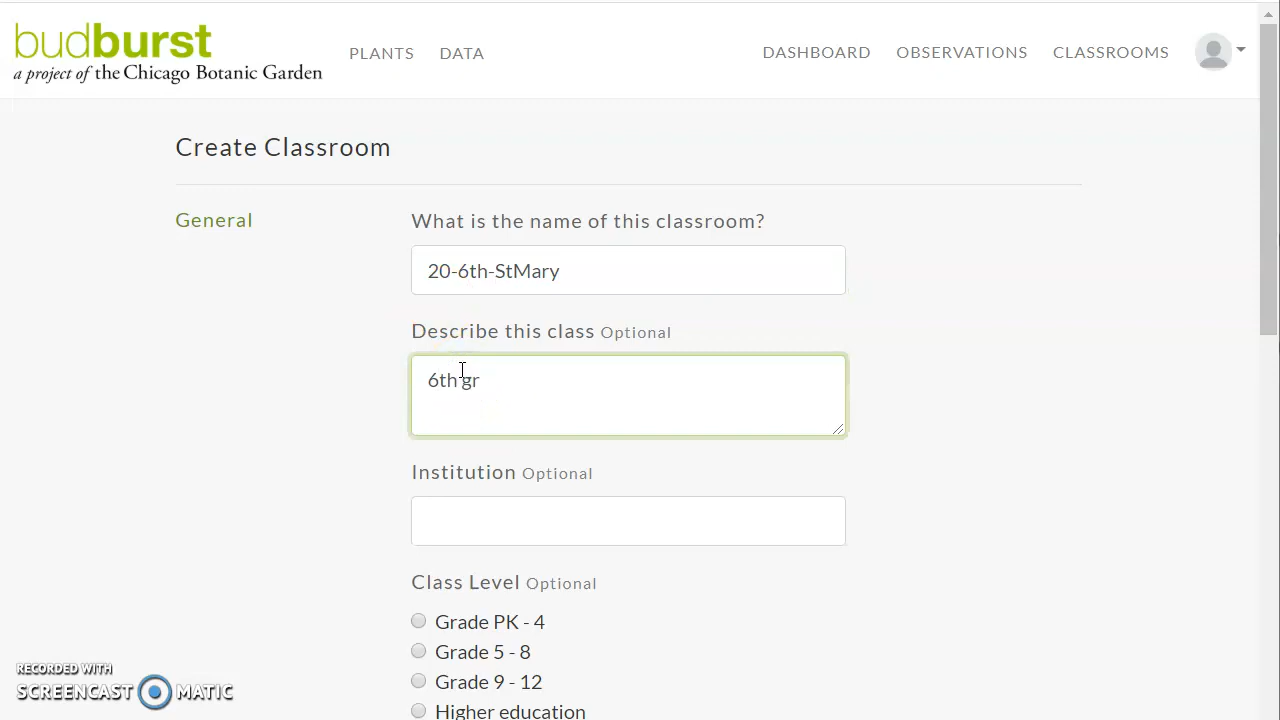 budburst
a project of the Chicago Botanic Garden
PLANTS DATA DASHBOARD OBSERVATIONS CLASSROOMS
Create Classroom
General
What is the name of this classroom?
20-6th-StMary
Describe this class Optional
6th gr
Institution Optional
Class Level Optional
Grade PK - 4
Grade 5 - 8
Grade 9 - 12
Higher education
RECORDED WITH
SCREENCAST MATIC